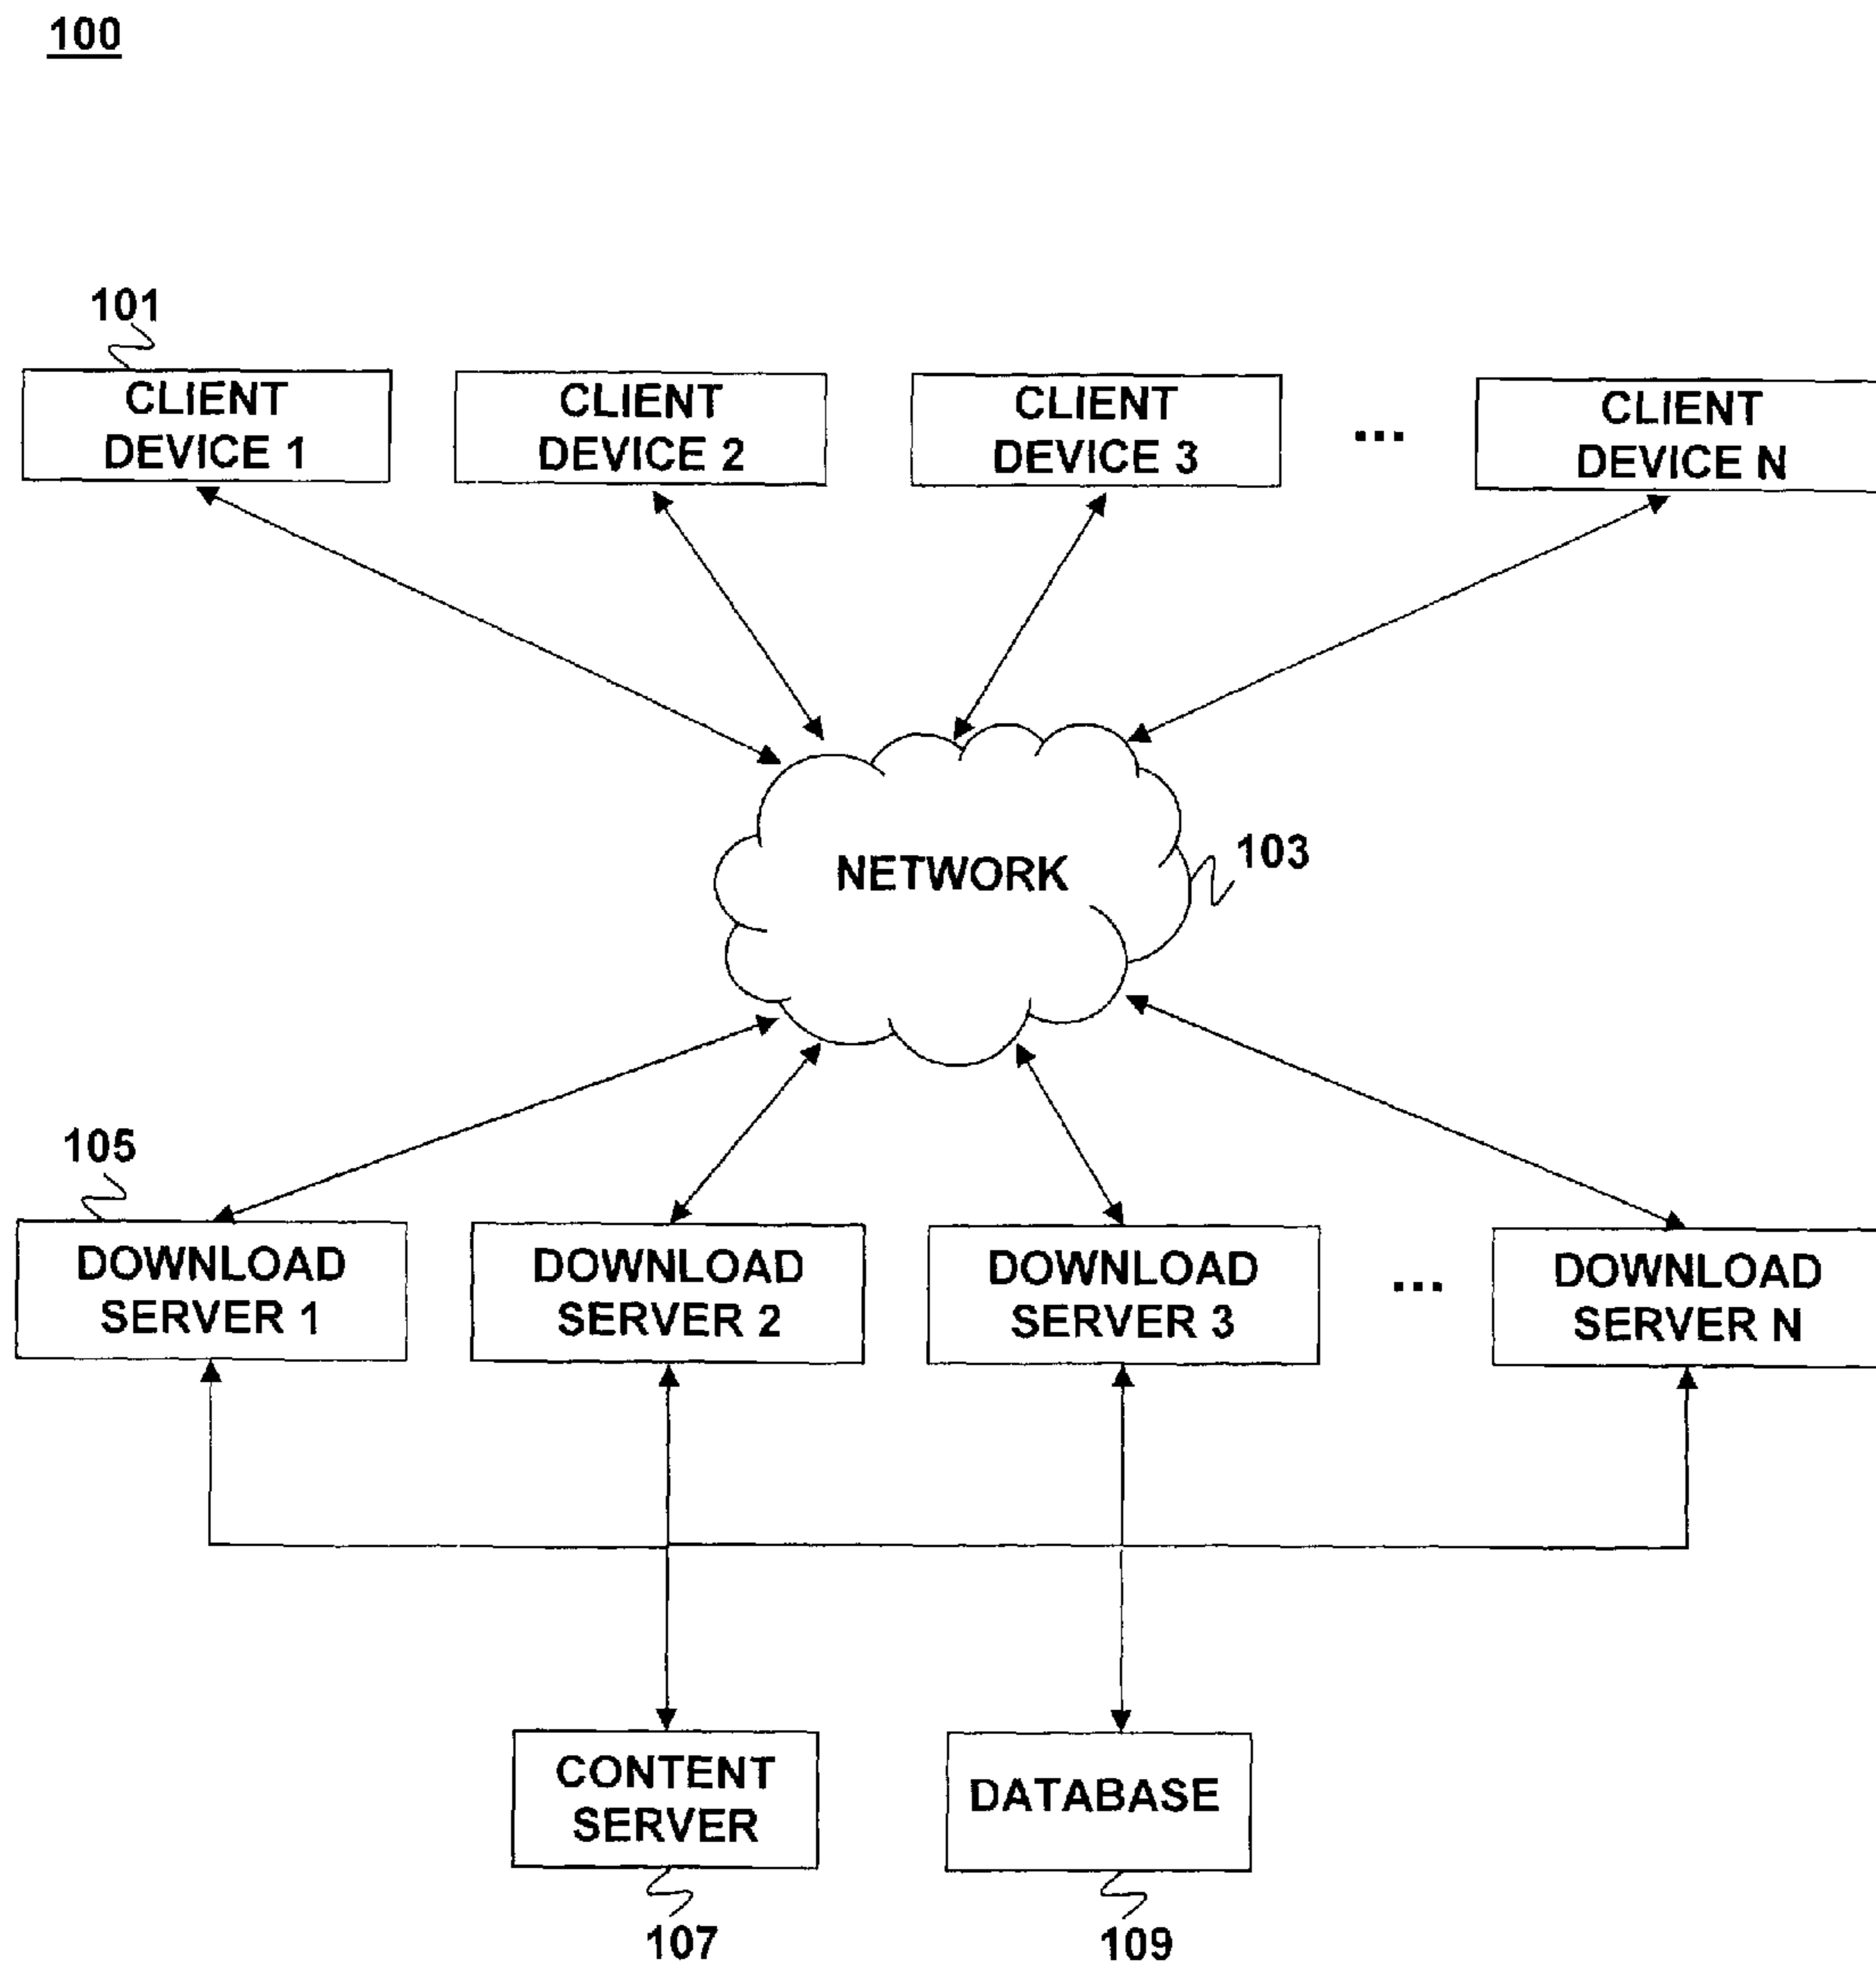 100
101
CLIENT
DEVICE 1
CLIENT
DEVICE 2
CLIENT
DEVICE 3
...
CLIENT
DEVICE N
NETWORK
103
105
DOWNLOAD
SERVER 1
DOWNLOAD
SERVER 2
DOWNLOAD
SERVER 3
...
DOWNLOAD
SERVER N
CONTENT
SERVER
DATABASE
107
109